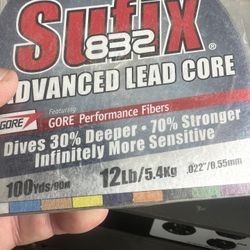 Sufix®
832
ADVANCED LEAD CORE
GORE
Featuring
GORE Performance Fibers
Dives 30% Deeper • 70% Stronger
Infinitely More Sensitive
100Yds/90M 12Lb/5.4Kg .022"/0.55mm